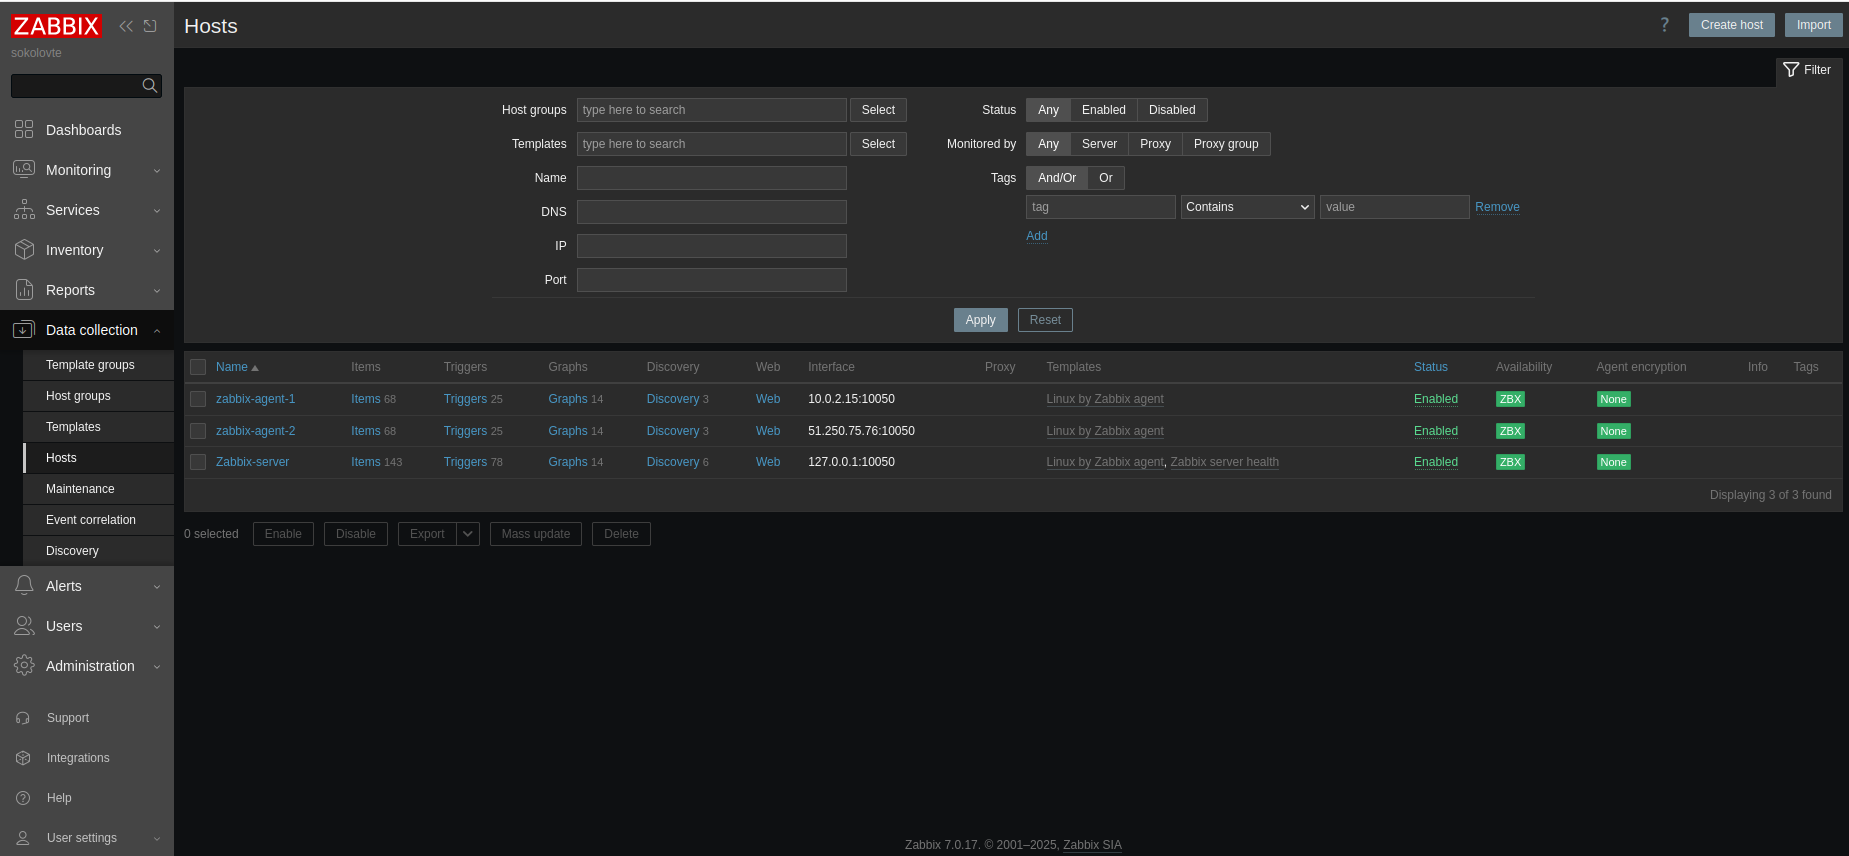 ZABBIX
sokolovte
Dashboards
Monitoring
Services
Inventory
Reports
Data collection
Template groups
Host groups
Templates
Hosts
Maintenance
Event correlation
Discovery
Alerts
Users
Administration
Support
Integrations
Help
User settings
Hosts
? Create host Import
Filter
Host groups type here to search Select
Templates type here to search Select
Name
DNS
IP
Port
Status Any Enabled Disabled
Monitored by Any Server Proxy Proxy group
Tags And/Or Or
tag Contains value Remove
Add
Apply Reset
Name Items Triggers Graphs Discovery Web Interface Proxy Templates Status Availability Agent encryption Info Tags
zabbix-agent-1 Items 68 Triggers 25 Graphs 14 Discovery 3 Web 10.0.2.15:10050 Linux by Zabbix agent Enabled ZBX None
zabbix-agent-2 Items 68 Triggers 25 Graphs 14 Discovery 3 Web 51.250.75.76:10050 Linux by Zabbix agent Enabled ZBX None
Zabbix-server Items 143 Triggers 78 Graphs 14 Discovery 6 Web 127.0.0.1:10050 Linux by Zabbix agent, Zabbix server health Enabled ZBX None
Displaying 3 of 3 found
0 selected Enable Disable Export Mass update Delete
Zabbix 7.0.17. © 2001–2025, Zabbix SIA